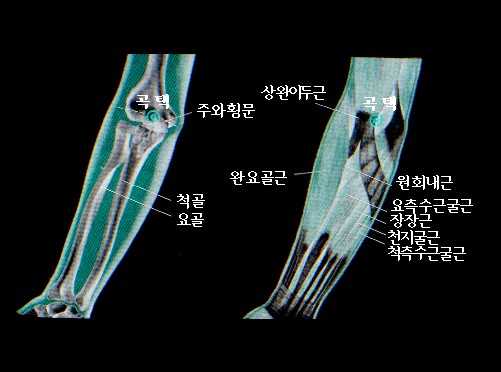 곡택
주와횡문
척골
요골
상완이두근
곡택
완요골근
원회내근
요측수근굴근
장장근
천지굴근
척측수근굴근